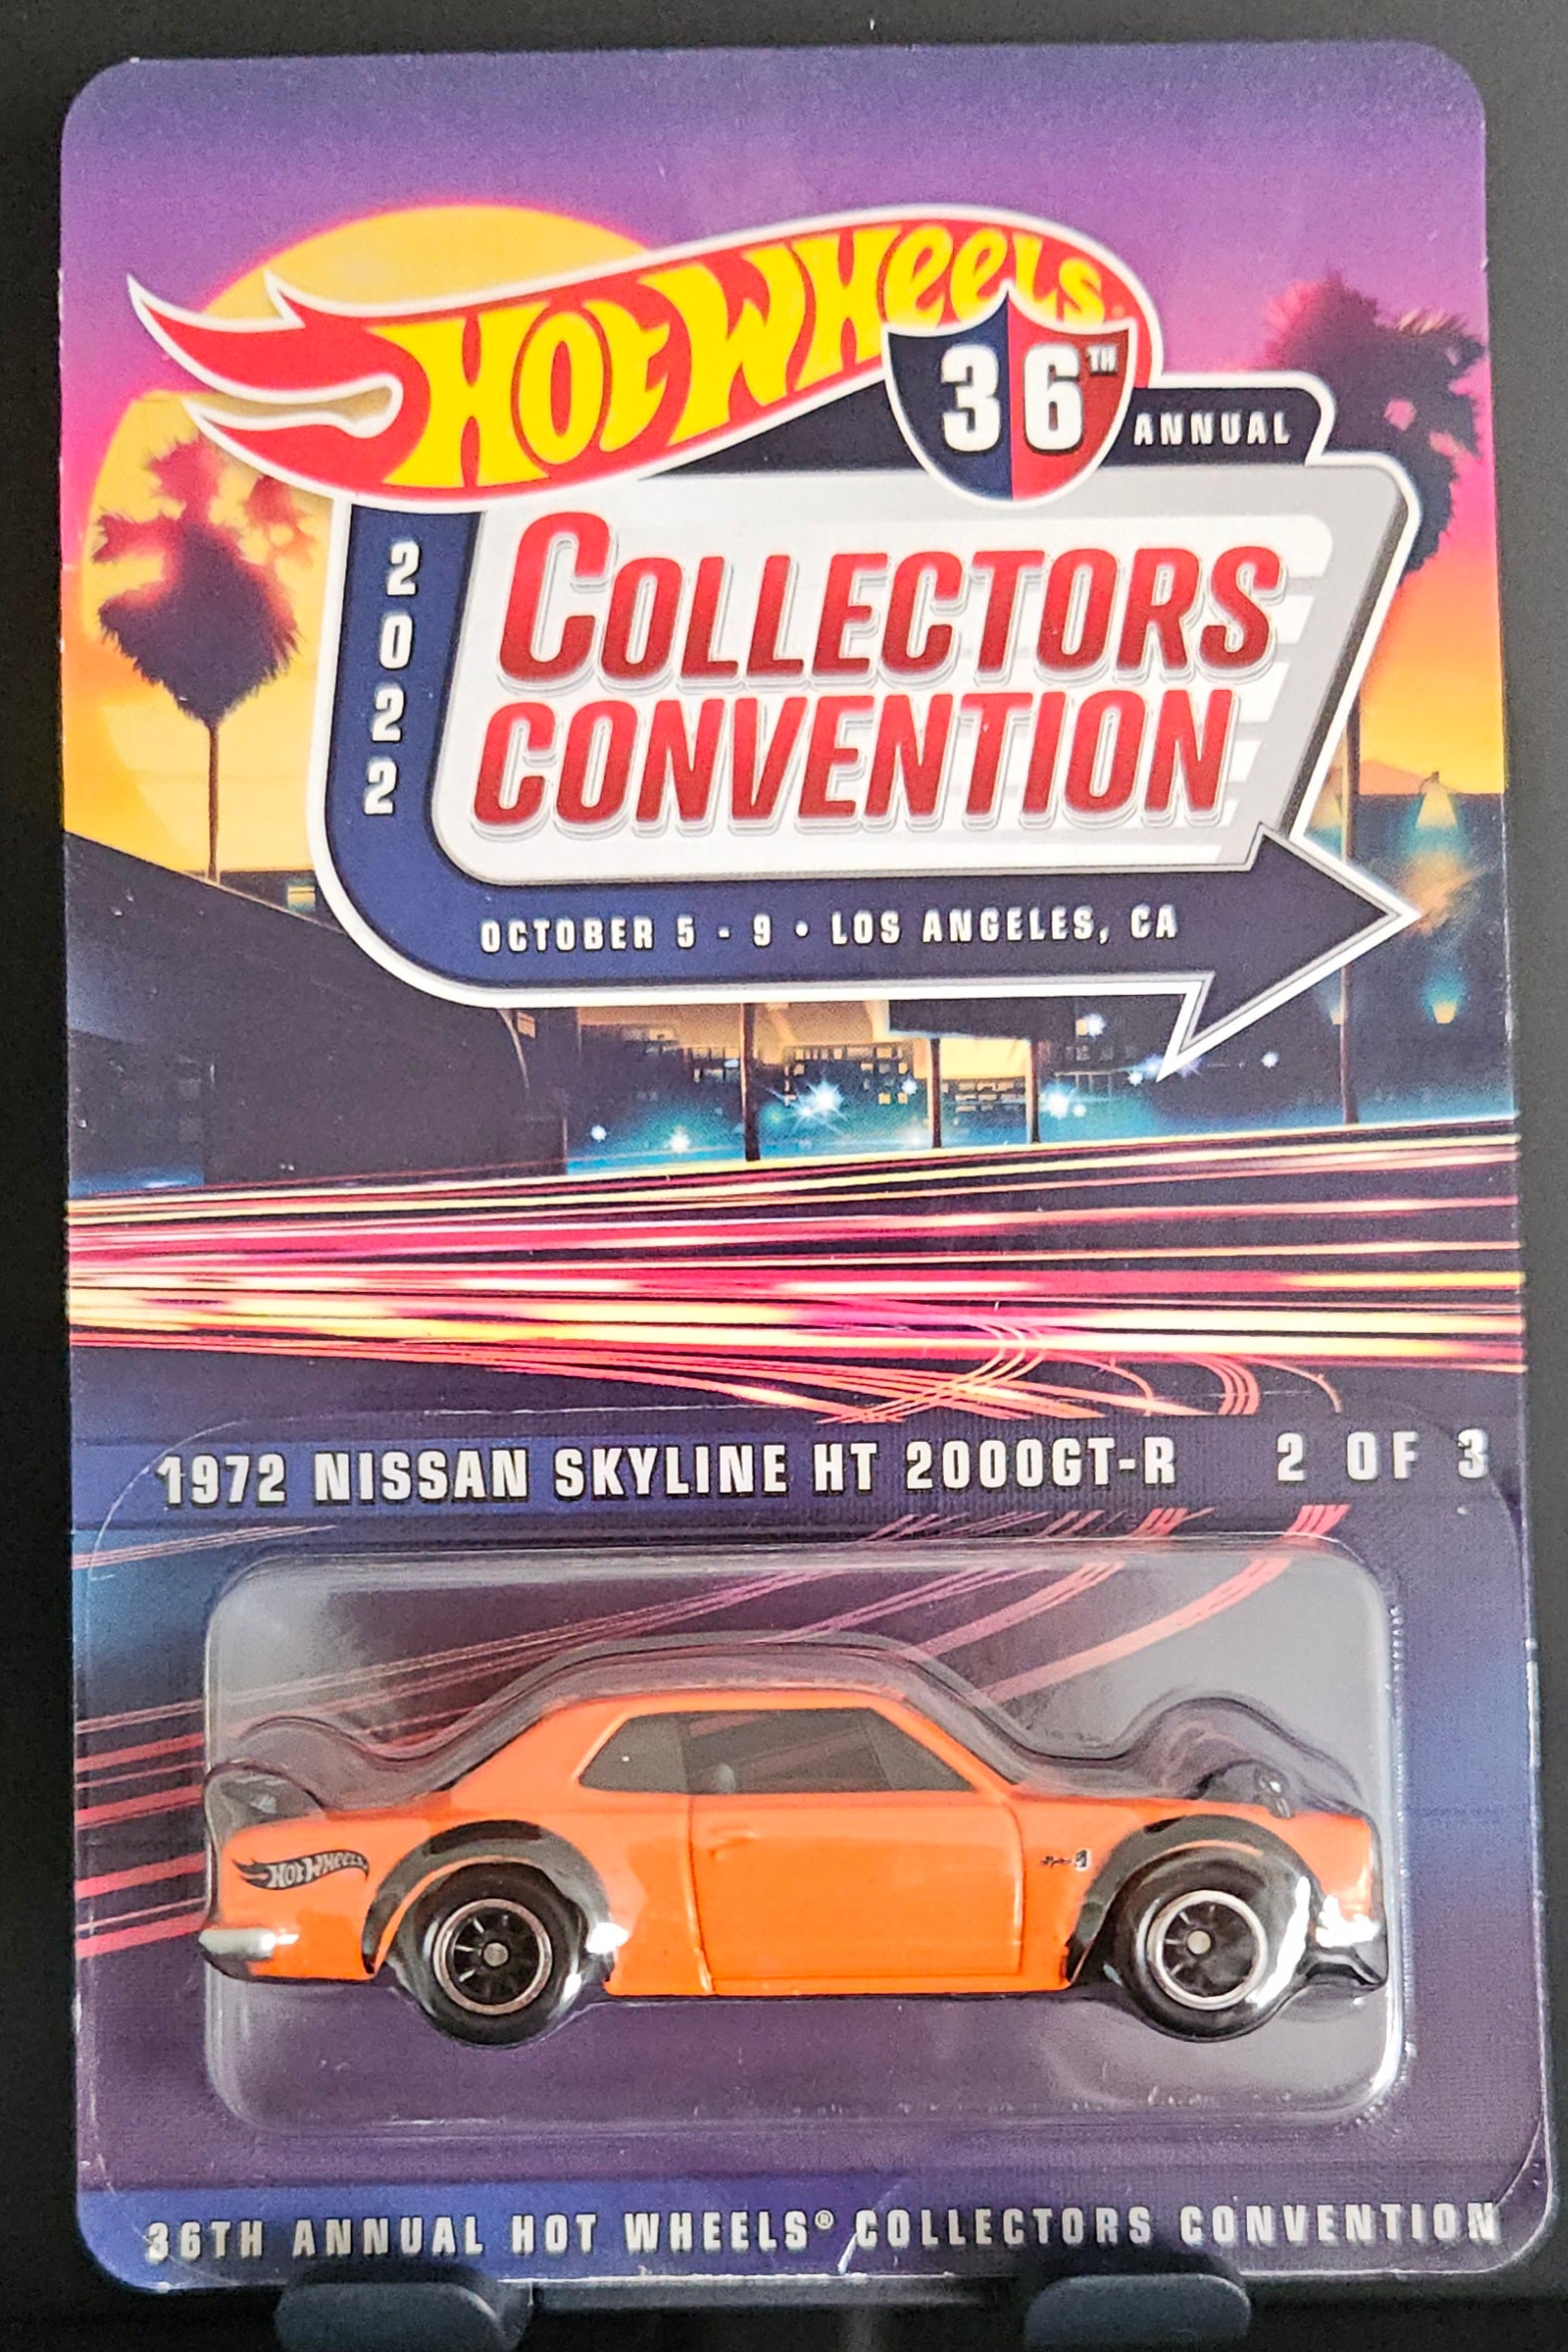 Hot Wheels®
36TH
ANNUAL
2022
COLLECTORS
CONVENTION
OCTOBER 5 - 9 • LOS ANGELES, CA
1972 NISSAN SKYLINE HT 2000GT-R 2 OF 3
HOT WHEELS
36TH ANNUAL HOT WHEELS® COLLECTORS CONVENTION